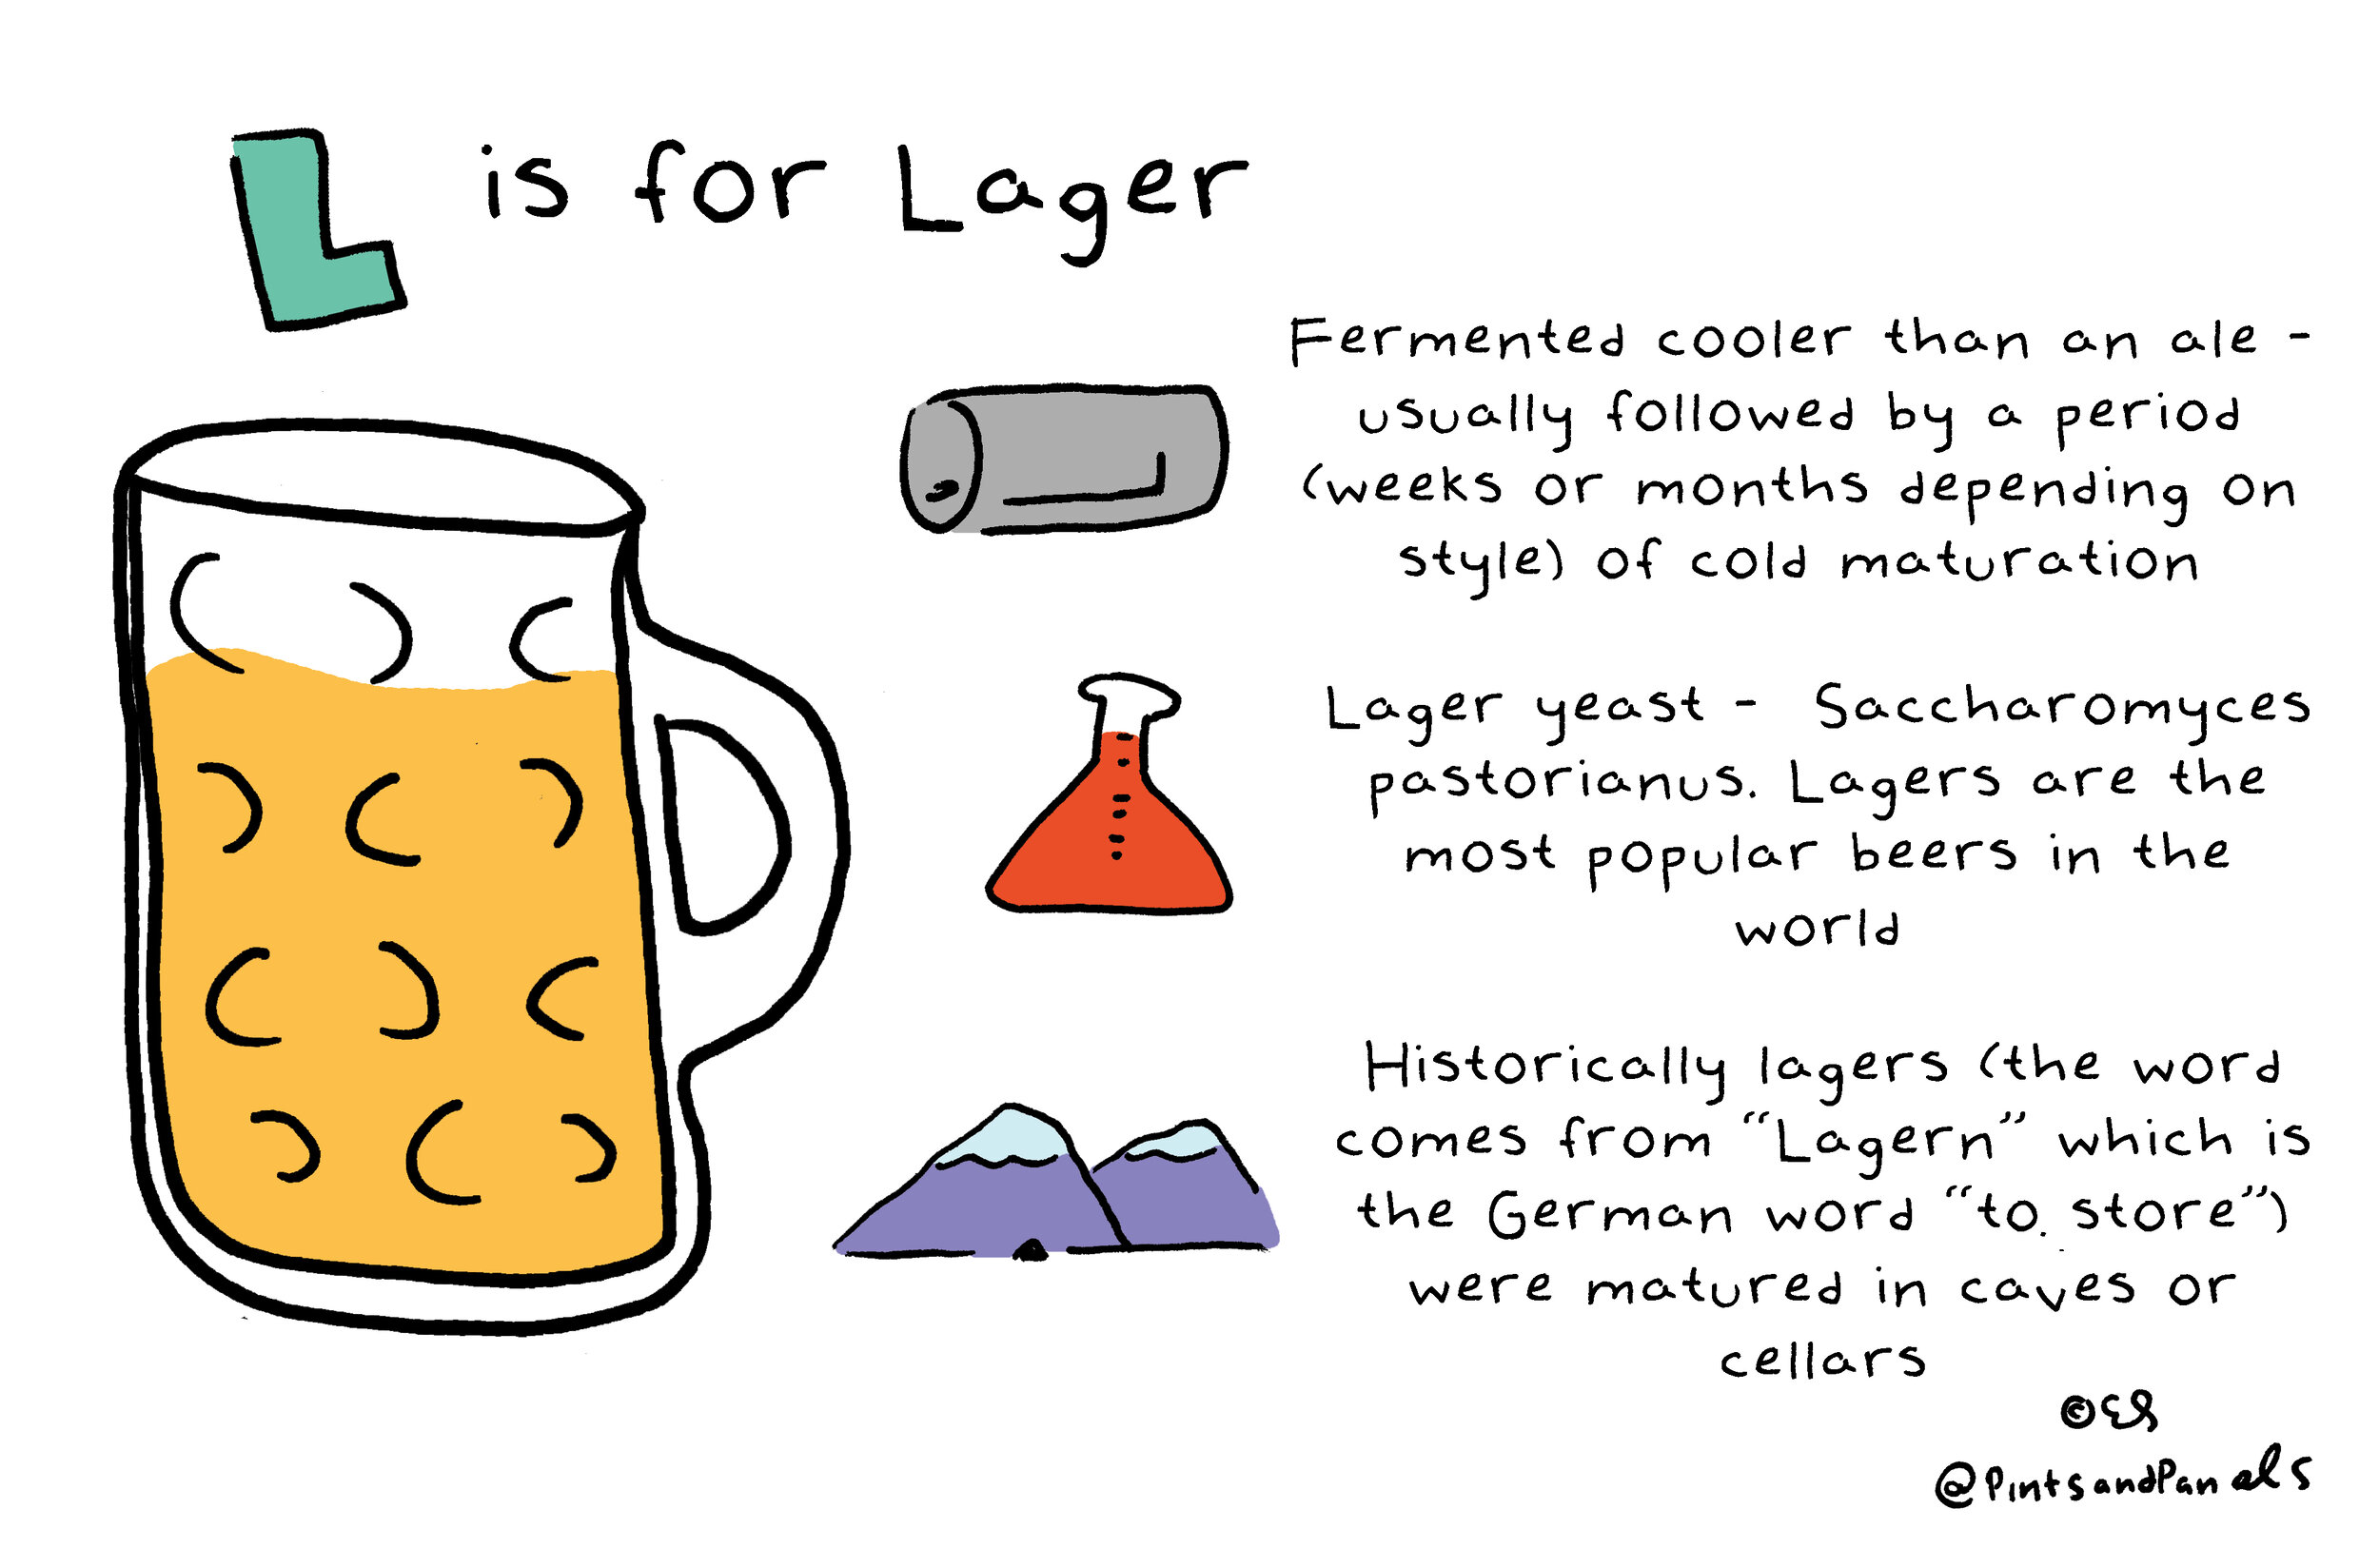 L is for Lager
Fermented cooler than an ale -
usually followed by a period
(weeks or months depending on
style) of cold maturation
Lager yeast - Saccharomyces
pastorianus. Lagers are the
most popular beers in the
world
Historically lagers (the word
comes from "Lagern" which is
the German word "to store")
were matured in caves or
cellars
©ES
@PintsandPanels